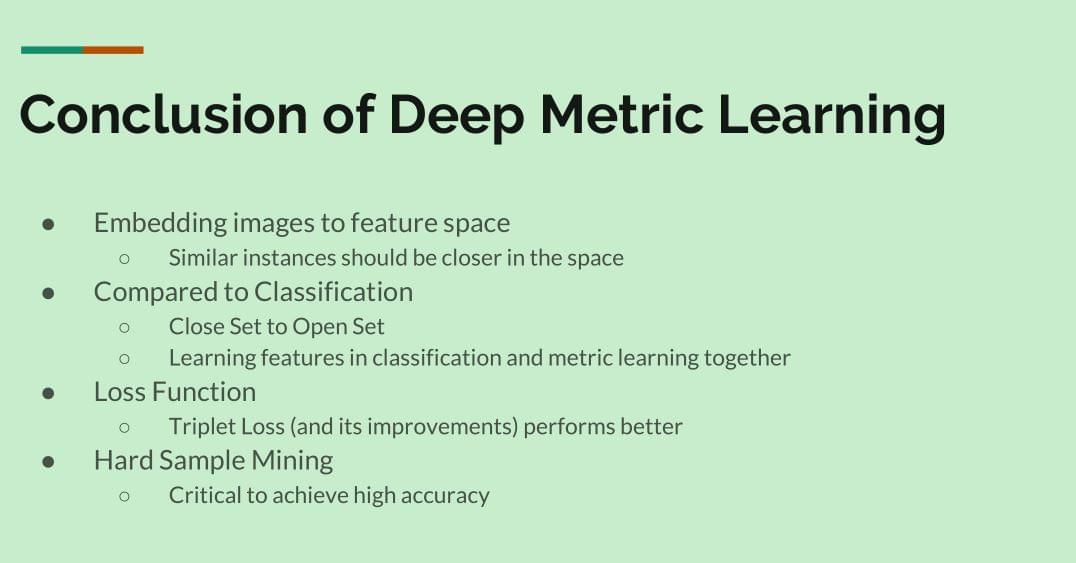 Conclusion of Deep Metric Learning
● Embedding images to feature space
○ Similar instances should be closer in the space
● Compared to Classification
○ Close Set to Open Set
○ Learning features in classification and metric learning together
● Loss Function
○ Triplet Loss (and its improvements) performs better
● Hard Sample Mining
○ Critical to achieve high accuracy